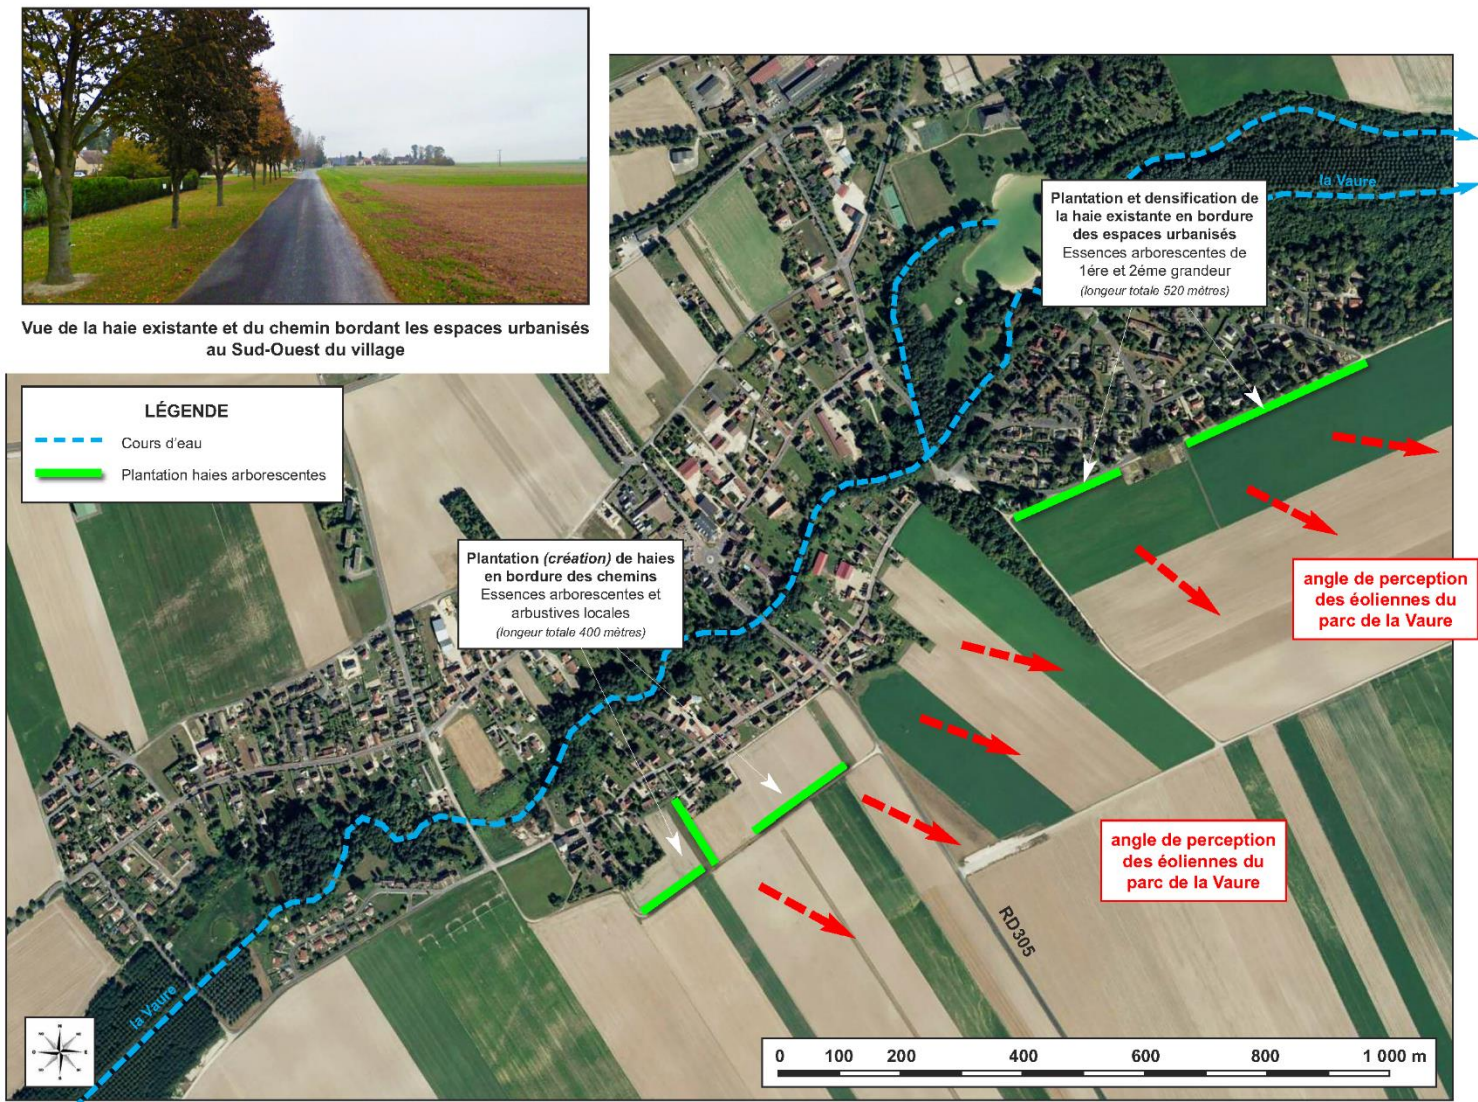 Vue de la haie existante et du chemin bordant les espaces urbanisés
au Sud-Ouest du village
LÉGENDE
Cours d'eau
Plantation haies arborescentes
la Vaure
Plantation et densification de
la haie existante en bordure
des espaces urbanisés
Essences arborescentes de
1ére et 2éme grandeur
(longeur totale 520 mètres)
Plantation (création) de haies
en bordure des chemins
Essences arborescentes et
arbustives locales
(longeur totale 400 mètres)
angle de perception
des éoliennes du
parc de la Vaure
angle de perception
des éoliennes du
parc de la Vaure
RD305
la Vaure
0 100 200 400 600 800 1 000 m